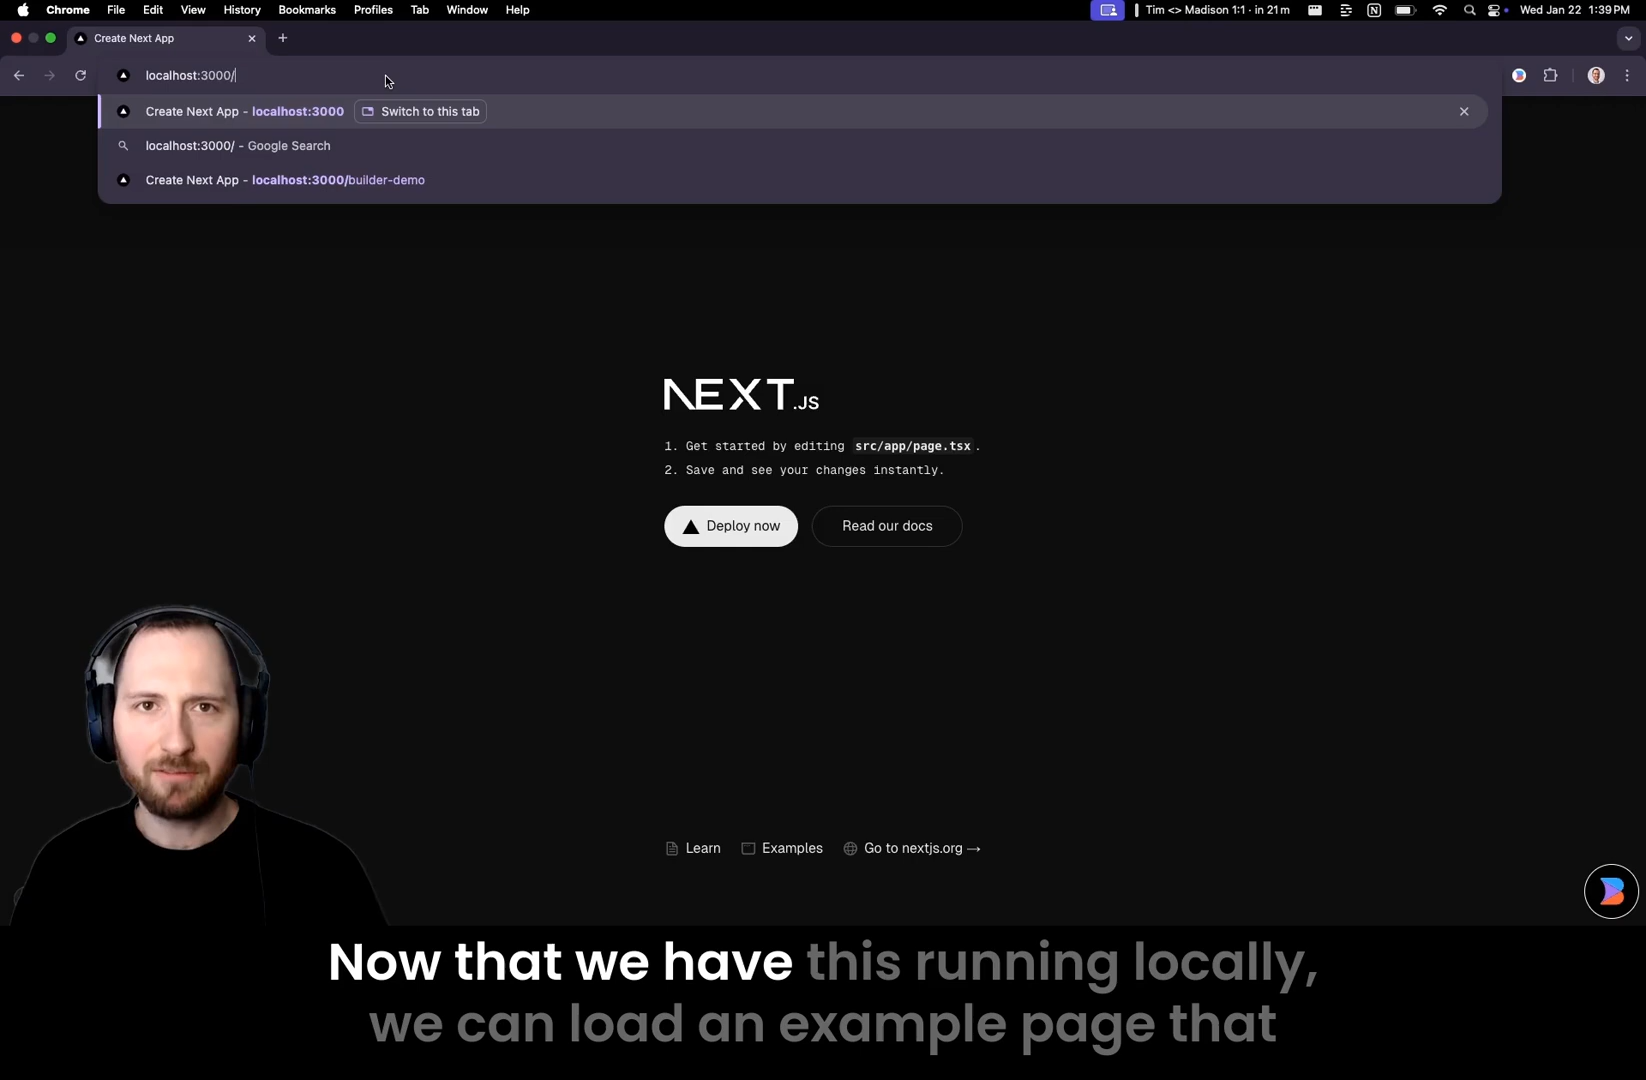 Chrome File Edit View History Bookmarks Profiles Tab Window Help
Tim <> Madison 1:1 · in 21 m
Wed Jan 22 1:39 PM
Create Next App
localhost:3000/
Create Next App - localhost:3000 Switch to this tab
localhost:3000/ - Google Search
Create Next App - localhost:3000/builder-demo
NEXT.JS
1. Get started by editing src/app/page.tsx.
2. Save and see your changes instantly.
Deploy now Read our docs
Learn Examples Go to nextjs.org →
Now that we have this running locally,
we can load an example page that